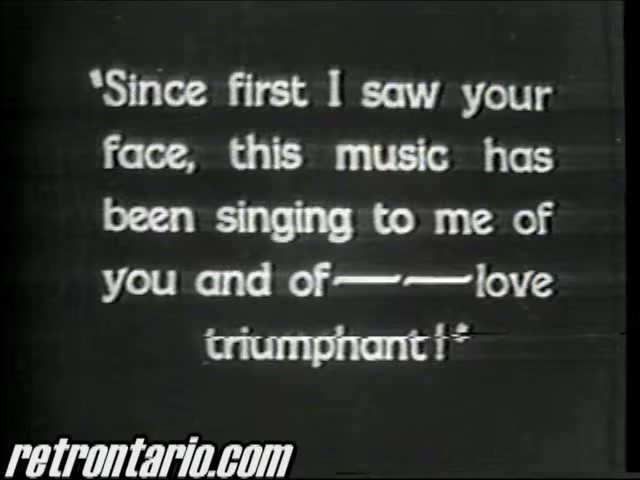 "Since first I saw your
face, this music has
been singing to me of
you and of — — love
triumphant!"
retrontario.com